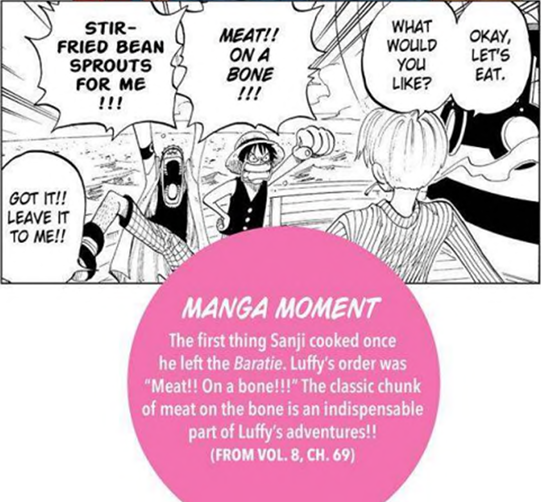 OKAY,
LET'S
EAT.
WHAT
WOULD
YOU
LIKE?
MEAT!!
ON A
BONE
!!!
STIR-
FRIED BEAN
SPROUTS
FOR ME
!!!
GOT IT!!
LEAVE IT
TO ME!!
MANGA MOMENT
The first thing Sanji cooked once
he left the Baratie. Luffy's order was
"Meat!! On a bone!!!" The classic chunk
of meat on the bone is an indispensable
part of Luffy's adventures!!
(FROM VOL. 8, CH. 69)